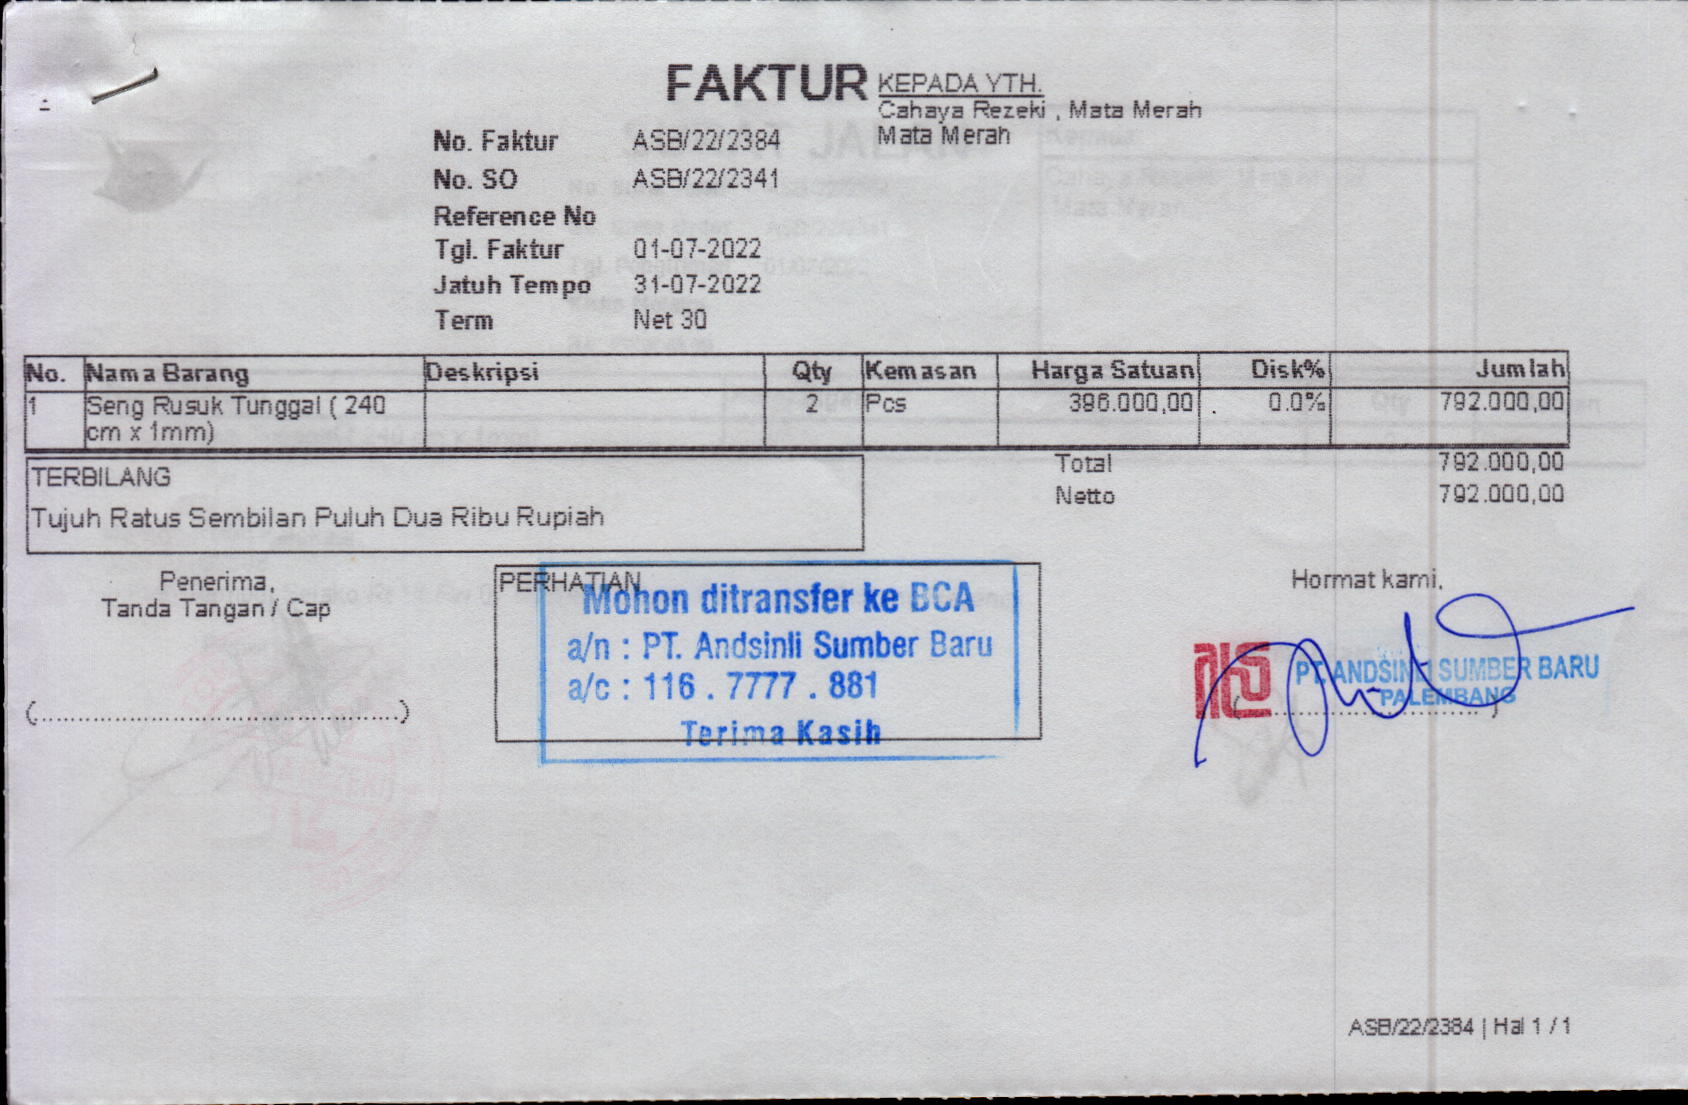 FAKTUR
KEPADA YTH.
Cahaya Rezeki , Mata Merah
Mata Merah
No. Faktur ASB/22/2384
No. SO ASB/22/2341
Reference No
Tgl. Faktur 01-07-2022
Jatuh Tempo 31-07-2022
Term Net 30
No. Nama Barang Deskripsi Qty Kemasan Harga Satuan Disk% Jumlah
1 Seng Rusuk Tunggal ( 240 2 Pcs 396.000,00 0.0% 792.000,00
cm x 1mm)
Total 792.000,00
Netto 792.000,00
TERBILANG
Tujuh Ratus Sembilan Puluh Dua Ribu Rupiah
Penerima,
Tanda Tangan / Cap
(..................................................)
PERHATIAN
Mohon ditransfer ke BCA
a/n : PT. Andsinli Sumber Baru
a/c : 116 . 7777 . 881
Terima Kasih
Hormat kami,
PT. ANDSINLI SUMBER BARU
PALEMBANG
ASB/22/2384 | Hal 1 / 1